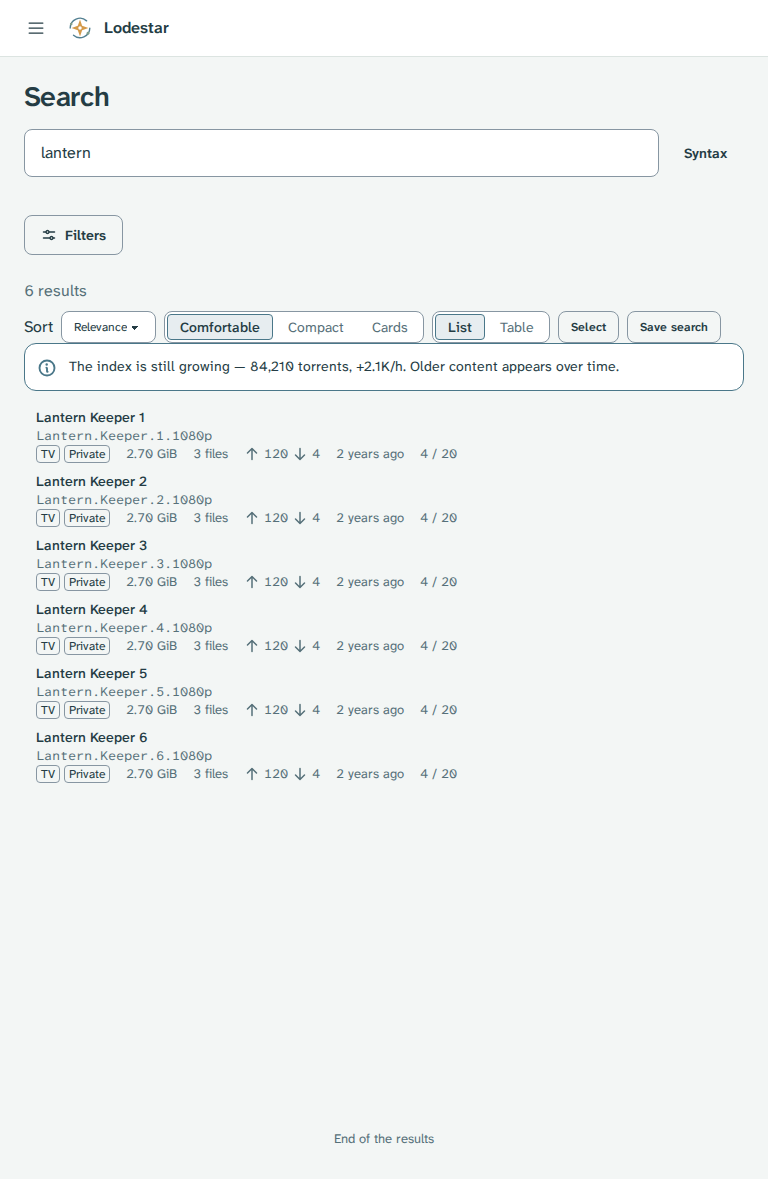 Lodestar
Search
lantern
Syntax
Filters
6 results
Sort Relevance Comfortable Compact Cards List Table Select Save search
The index is still growing — 84,210 torrents, +2.1K/h. Older content appears over time.
Lantern Keeper 1
Lantern.Keeper.1.1080p
TV Private 2.70 GiB 3 files ↑ 120 ↓ 4 2 years ago 4 / 20
Lantern Keeper 2
Lantern.Keeper.2.1080p
TV Private 2.70 GiB 3 files ↑ 120 ↓ 4 2 years ago 4 / 20
Lantern Keeper 3
Lantern.Keeper.3.1080p
TV Private 2.70 GiB 3 files ↑ 120 ↓ 4 2 years ago 4 / 20
Lantern Keeper 4
Lantern.Keeper.4.1080p
TV Private 2.70 GiB 3 files ↑ 120 ↓ 4 2 years ago 4 / 20
Lantern Keeper 5
Lantern.Keeper.5.1080p
TV Private 2.70 GiB 3 files ↑ 120 ↓ 4 2 years ago 4 / 20
Lantern Keeper 6
Lantern.Keeper.6.1080p
TV Private 2.70 GiB 3 files ↑ 120 ↓ 4 2 years ago 4 / 20
End of the results